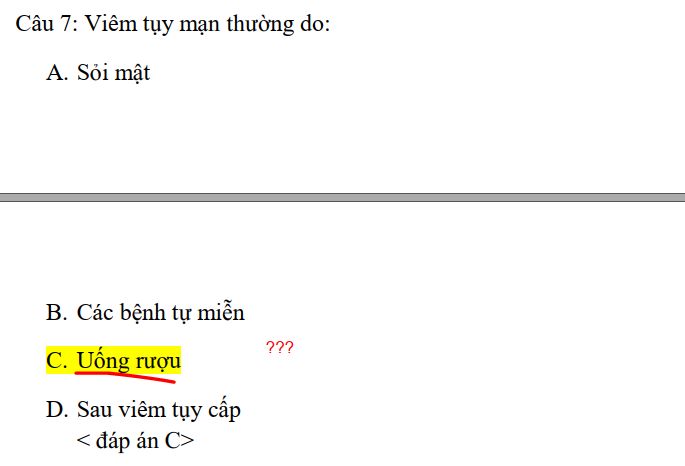 Câu 7: Viêm tụy mạn thường do:
A. Sỏi mật
B. Các bệnh tự miễn
C. Uống rượu
???
D. Sau viêm tụy cấp
< đáp án C>